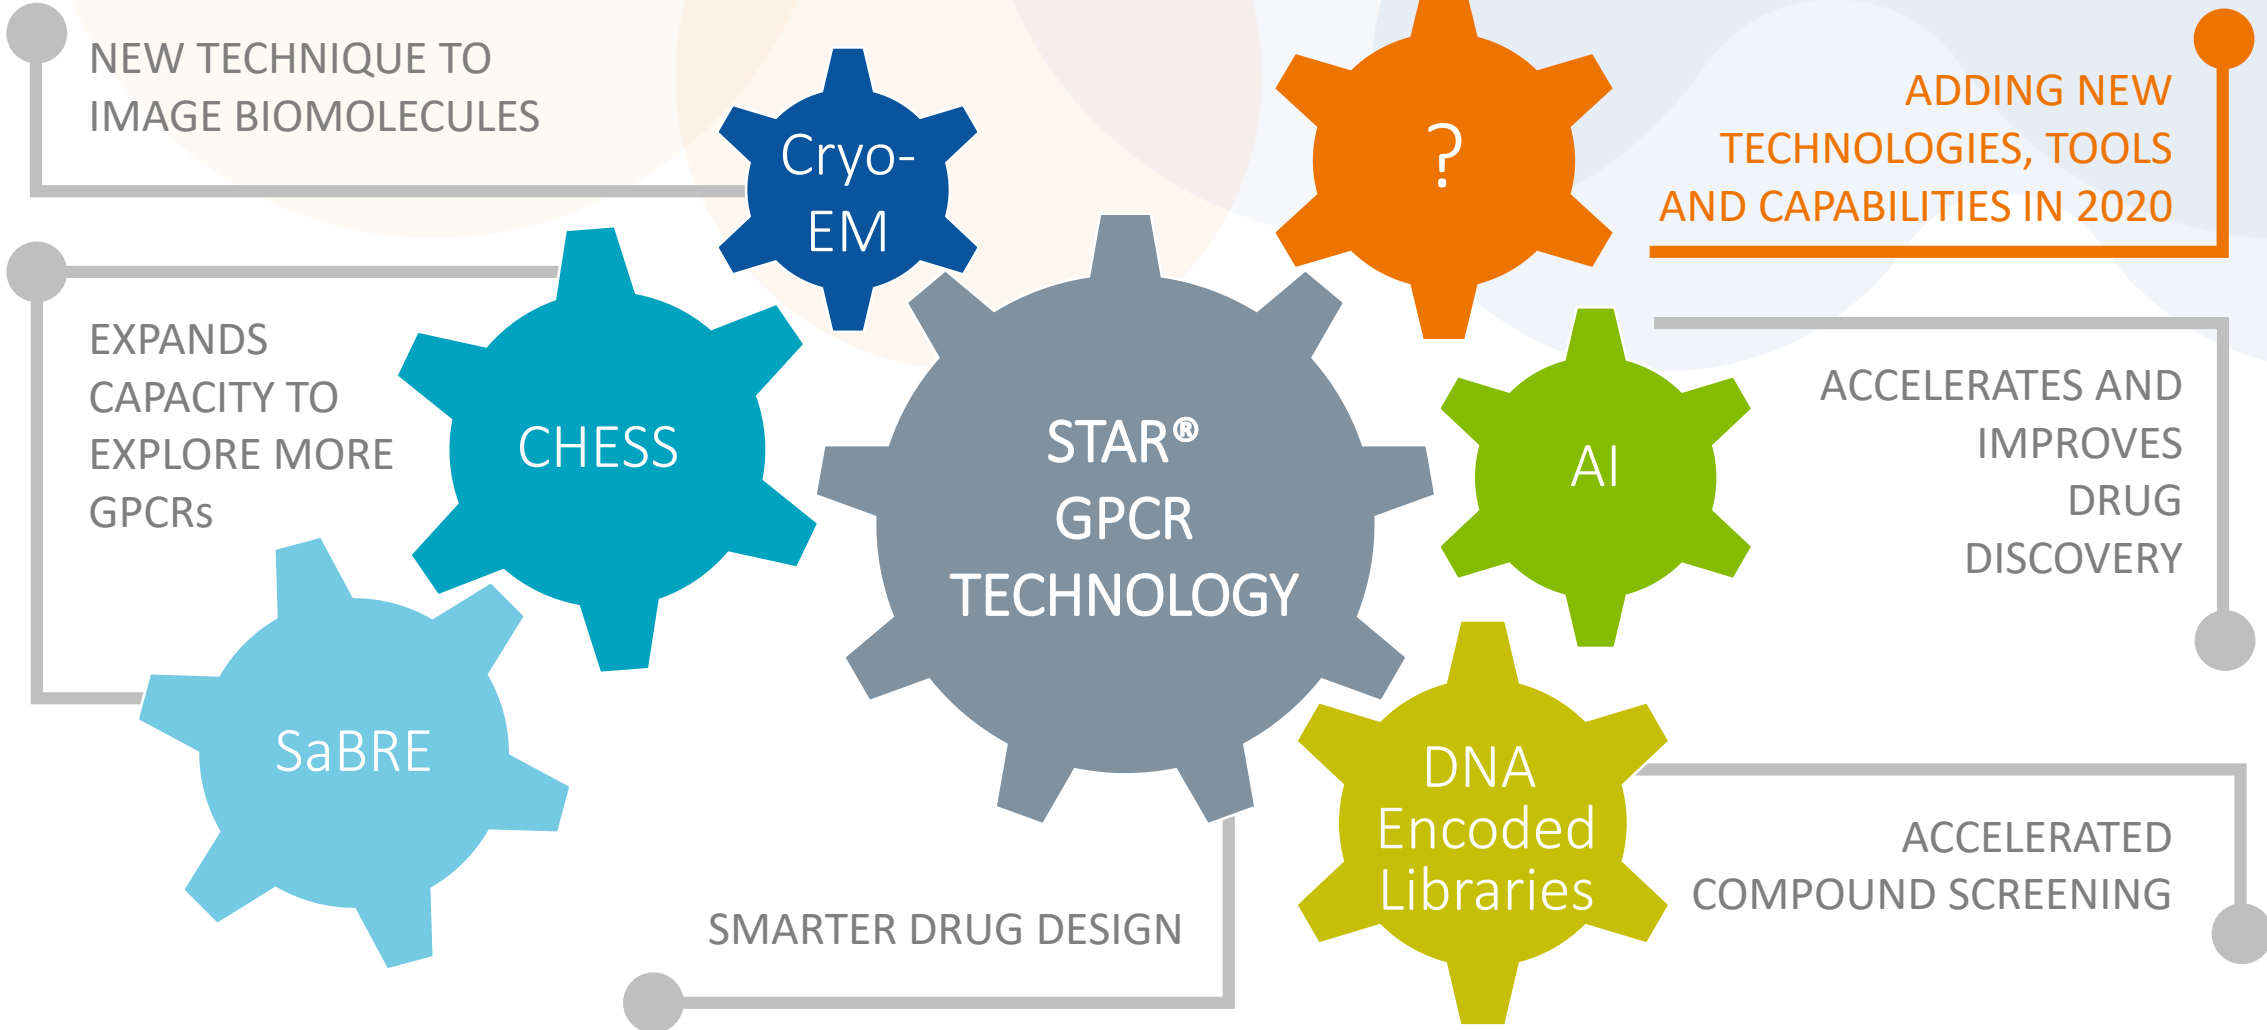 NEW TECHNIQUE TO
IMAGE BIOMOLECULES
Cryo-
EM
?
ADDING NEW
TECHNOLOGIES, TOOLS
AND CAPABILITIES IN 2020
EXPANDS
CAPACITY TO
EXPLORE MORE
GPCRs
CHESS
STAR®
GPCR
TECHNOLOGY
AI
ACCELERATES AND
IMPROVES
DRUG
DISCOVERY
SaBRE
DNA
Encoded
Libraries
ACCELERATED
COMPOUND SCREENING
SMARTER DRUG DESIGN